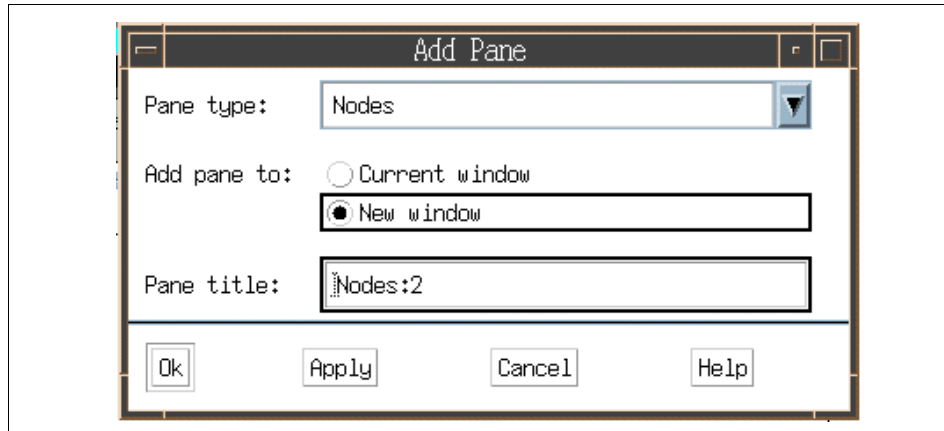 Add Pane
Pane type: Nodes
Add pane to: Current window
New window
Pane title: Nodes:2
Ok Apply Cancel Help